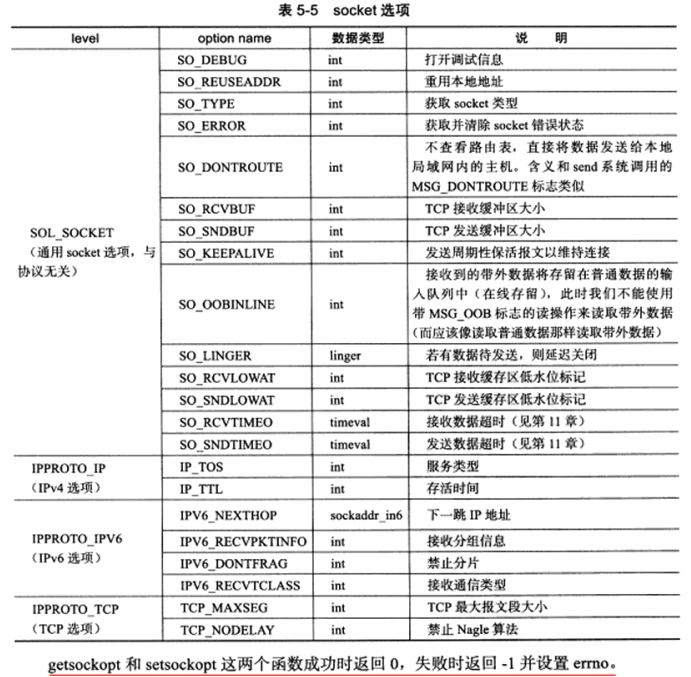 表 5-5 socket 选项
level option name 数据类型 说 明
SOL_SOCKET
（通用 socket 选项，与
协议无关）
SO_DEBUG int 打开调试信息
SO_REUSEADDR int 重用本地地址
SO_TYPE int 获取 socket 类型
SO_ERROR int 获取并清除 socket 错误状态
SO_DONTROUTE int 不查看路由表，直接将数据发送给本地
局域网内的主机。含义和 send 系统调用的
MSG_DONTROUTE 标志类似
SO_RCVBUF int TCP 接收缓冲区大小
SO_SNDBUF int TCP 发送缓冲区大小
SO_KEEPALIVE int 发送周期性保活报文以维持连接
SO_OOBINLINE int 接收到的带外数据将存留在普通数据的输
入队列中（在线存留），此时我们不能使用
带 MSG_OOB 标志的读操作来读取带外数据
（而应该像读取普通数据那样读取带外数据）
SO_LINGER linger 若有数据待发送，则延迟关闭
SO_RCVLOWAT int TCP 接收缓存区低水位标记
SO_SNDLOWAT int TCP 发送缓存区低水位标记
SO_RCVTIMEO timeval 接收数据超时（见第 11 章）
SO_SNDTIMEO timeval 发送数据超时（见第 11 章）
IPPROTO_IP
（IPv4 选项）
IP_TOS int 服务类型
IP_TTL int 存活时间
IPPROTO_IPV6
（IPv6 选项）
IPV6_NEXTHOP sockaddr_in6 下一跳 IP 地址
IPV6_RECVPKTINFO int 接收分组信息
IPV6_DONTFRAG int 禁止分片
IPV6_RECVTCLASS int 接收通信类型
IPPROTO_TCP
（TCP 选项）
TCP_MAXSEG int TCP 最大报文段大小
TCP_NODELAY int 禁止 Nagle 算法
getsockopt 和 setsockopt 这两个函数成功时返回 0，失败时返回 -1 并设置 errno。